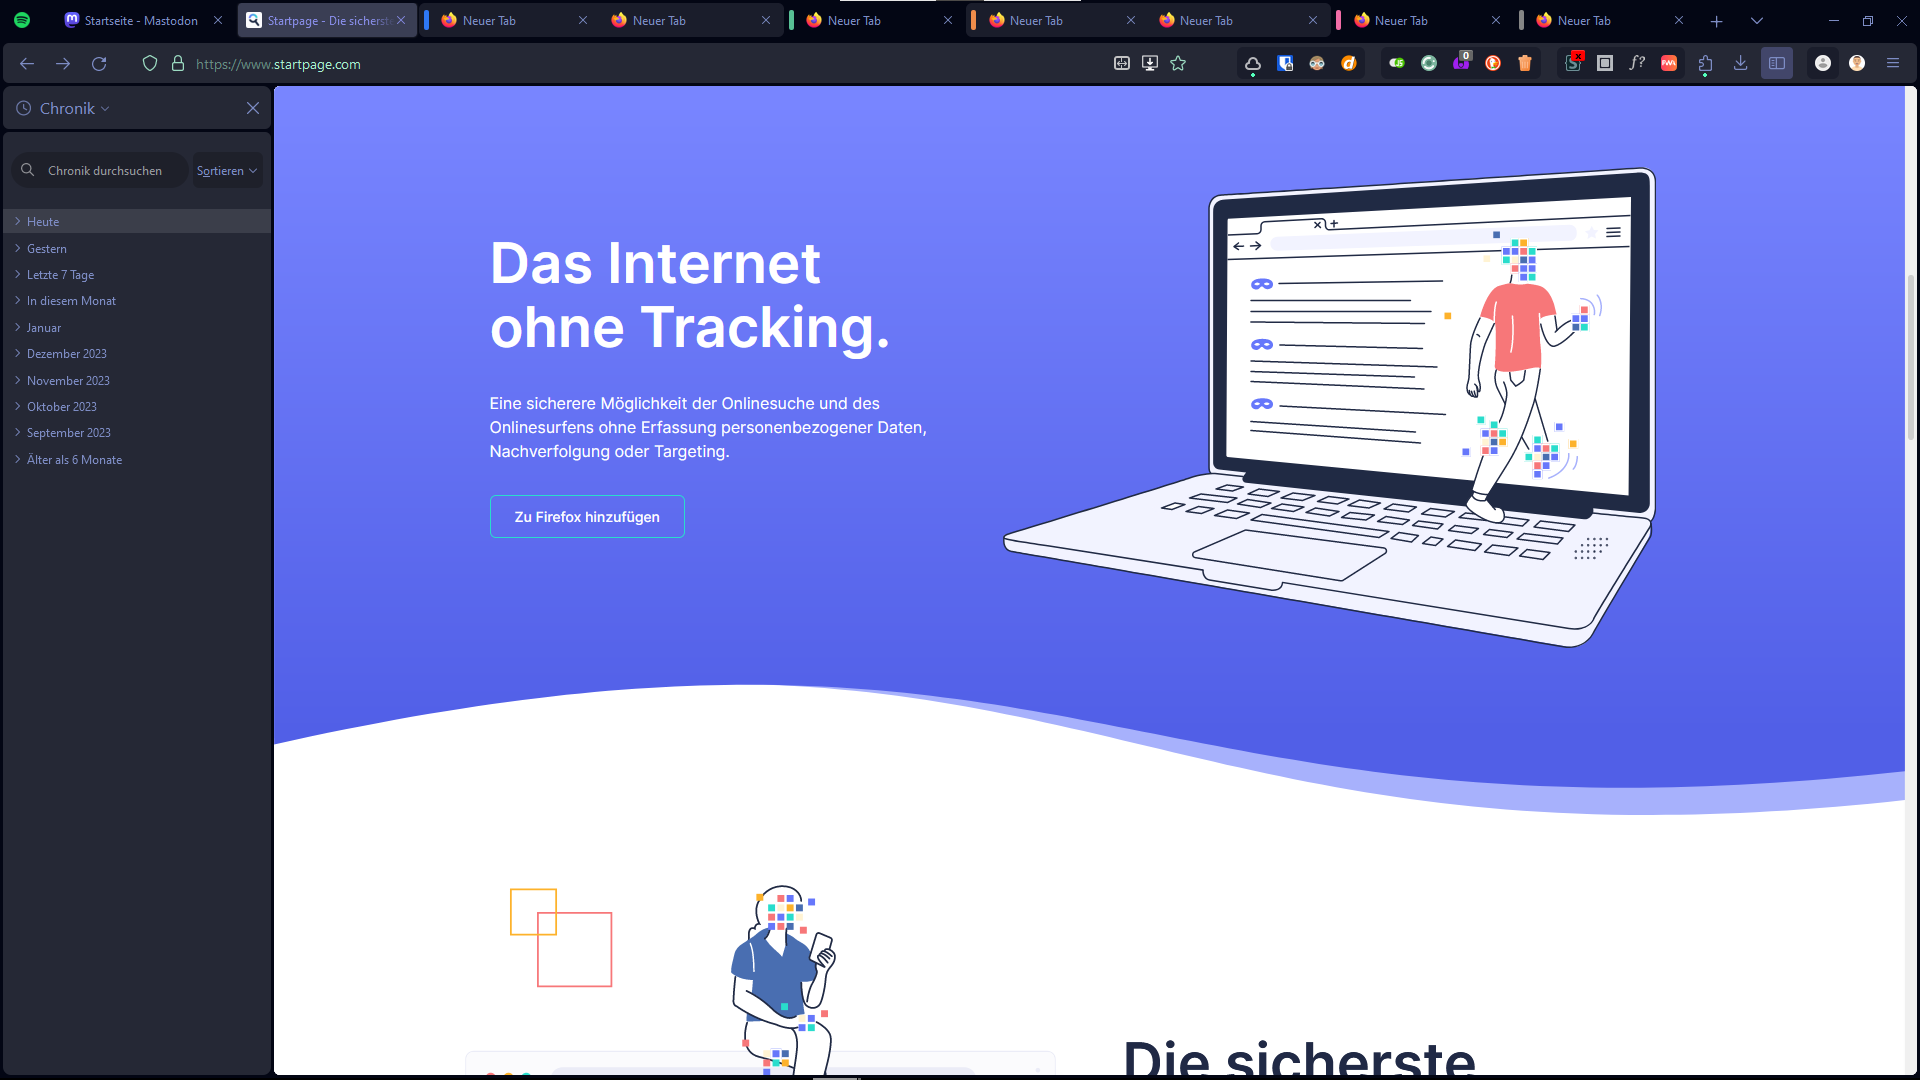 Startseite - Mastodon
Startpage - Die sicherst
Neuer Tab
Neuer Tab
Neuer Tab
Neuer Tab
Neuer Tab
Neuer Tab
Neuer Tab
https://www.startpage.com
0
Chronik
Chronik durchsuchen
Sortieren
Heute
Gestern
Letzte 7 Tage
In diesem Monat
Januar
Dezember 2023
November 2023
Oktober 2023
September 2023
Älter als 6 Monate
Das Internet
ohne Tracking.
Eine sicherere Möglichkeit der Onlinesuche und des
Onlinesurfens ohne Erfassung personenbezogener Daten,
Nachverfolgung oder Targeting.
Zu Firefox hinzufügen
Die sicherste